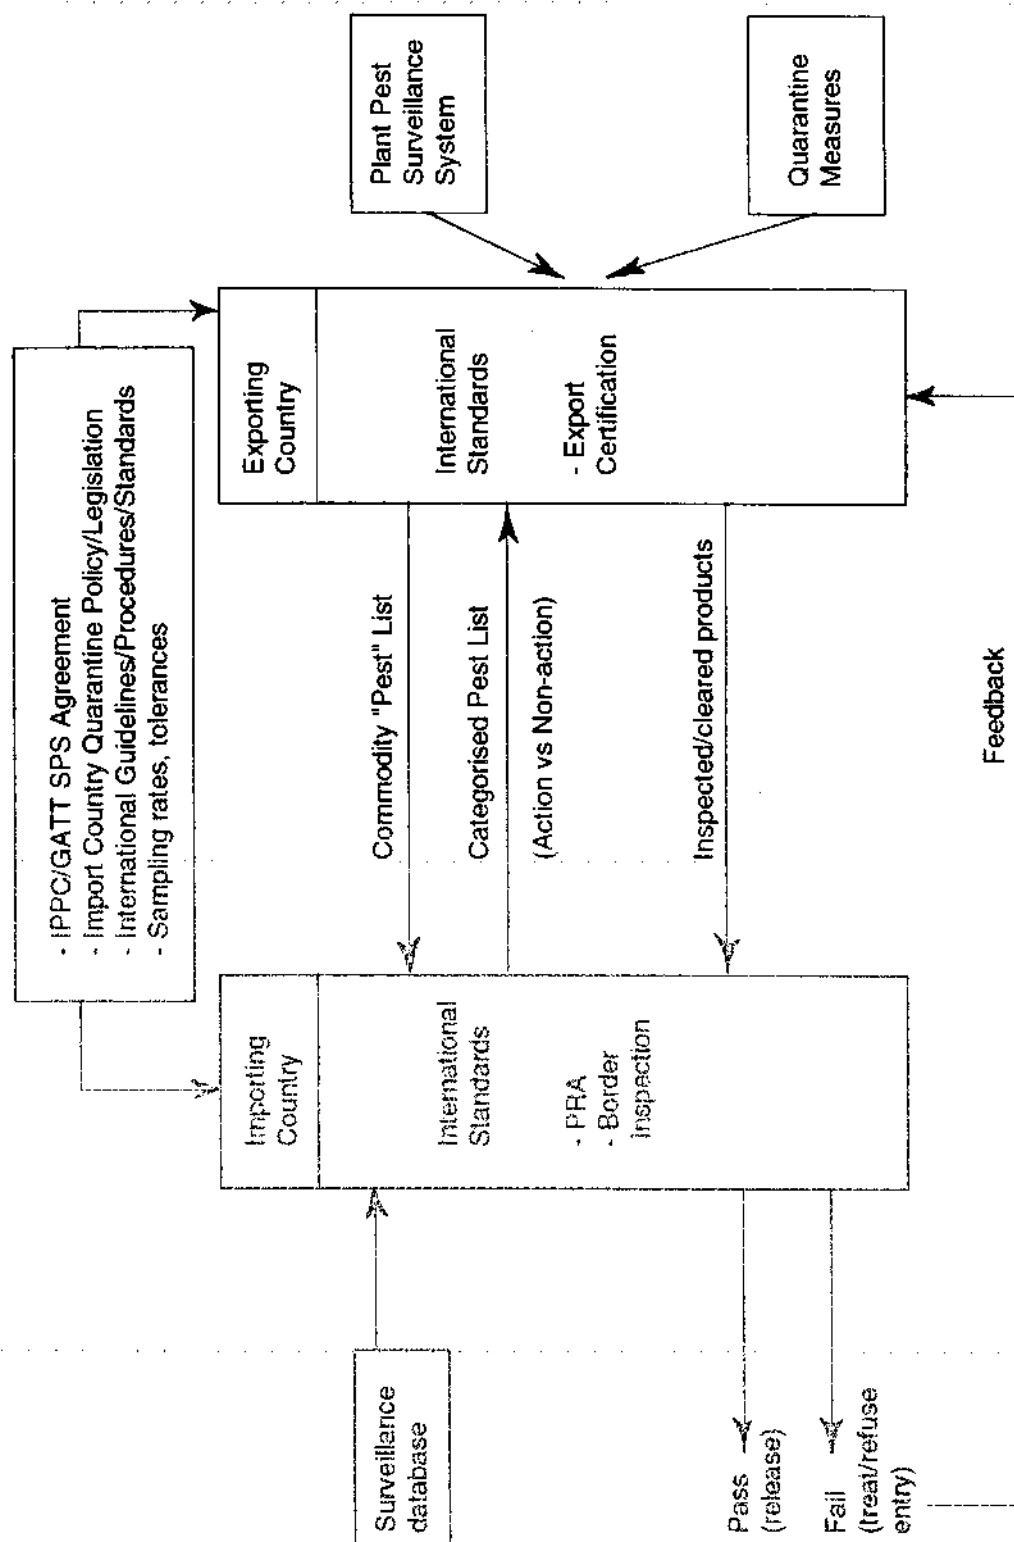 - IPPC/GATT SPS Agreement
- Import Country Quarantine Policy/Legislation
- International Guidelines/Procedures/Standards
- Sampling rates, tolerances
Importing
Country
International
Standards
- PRA
- Border
inspection
Exporting
Country
International
Standards
- Export
Certification
Surveillance
database
Commodity "Pest" List
Categorised Pest List
(Action vs Non-action)
Inspected/cleared products
Plant Pest
Surveillance
System
Quarantine
Measures
Pass
(release)
Fail
(treat/refuse
entry)
Feedback